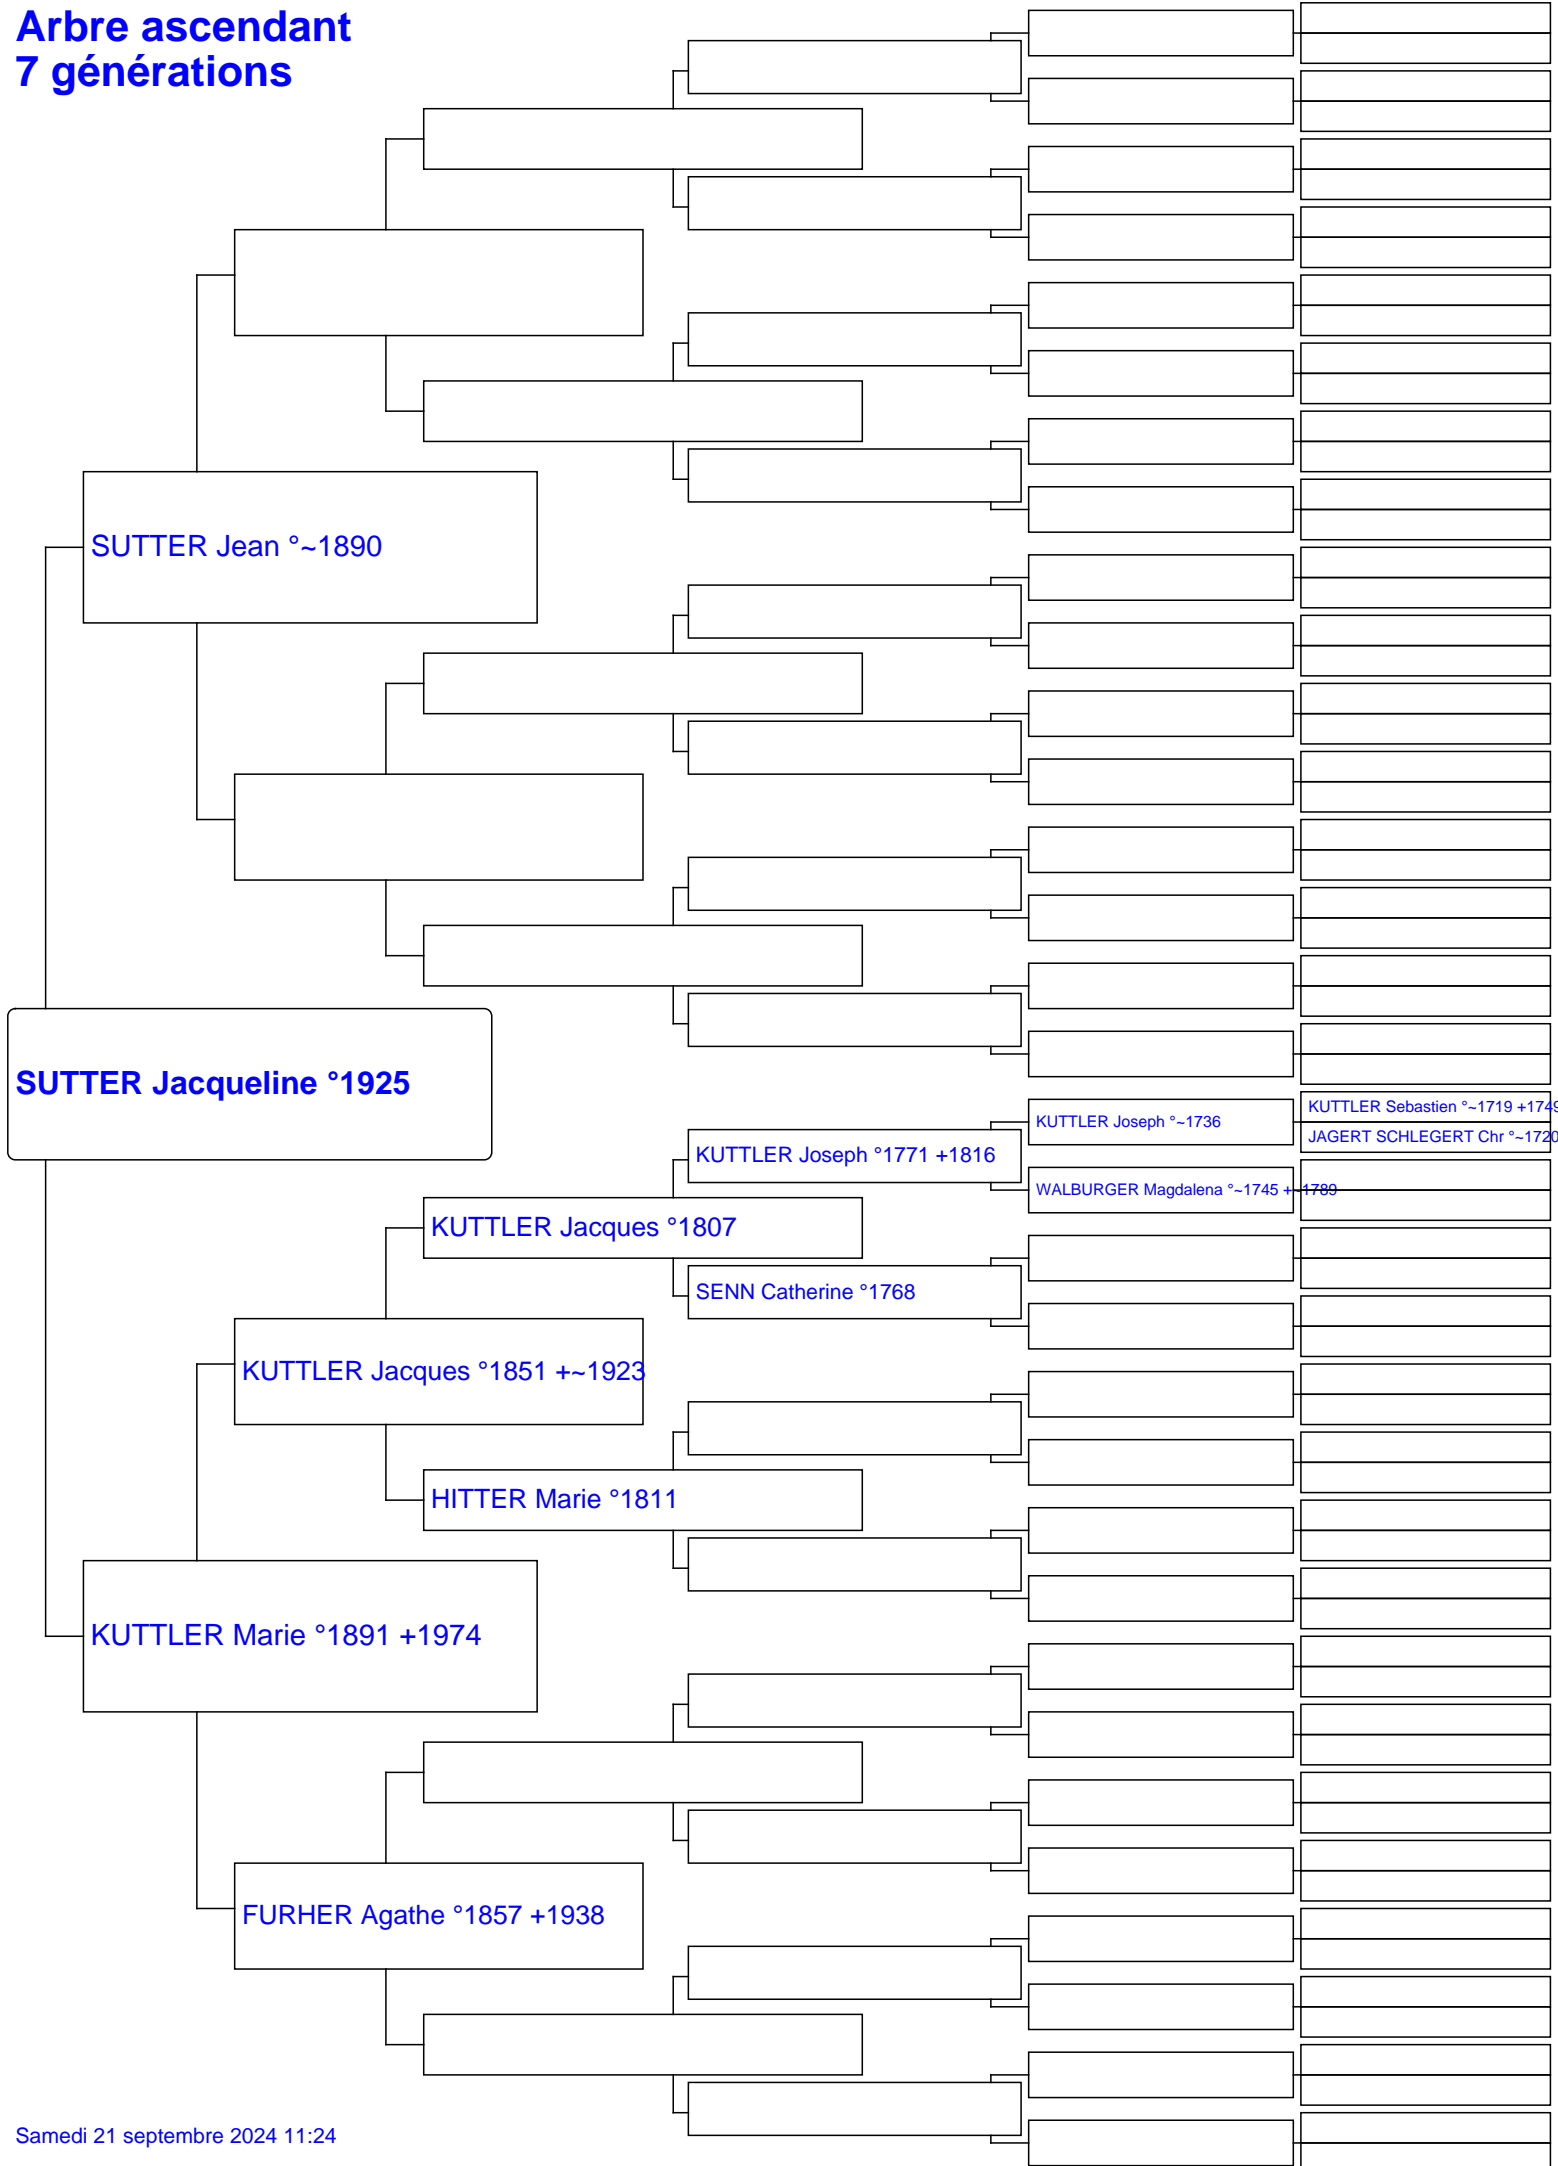 Arbre ascendant
7 générations
SUTTER Jean °~1890
SUTTER Jacqueline °1925
KUTTLER Sebastien °~1719 +1749
KUTTLER Joseph °~1736
JAGERT SCHLEGERT Chr °~1720
KUTTLER Joseph °1771 +1816
WALBURGER Magdalena °~1745 +~1789
KUTTLER Jacques °1807
SENN Catherine °1768
KUTTLER Jacques °1851 +~1923
HITTER Marie °1811
KUTTLER Marie °1891 +1974
FURHER Agathe °1857 +1938
Samedi 21 septembre 2024 11:24